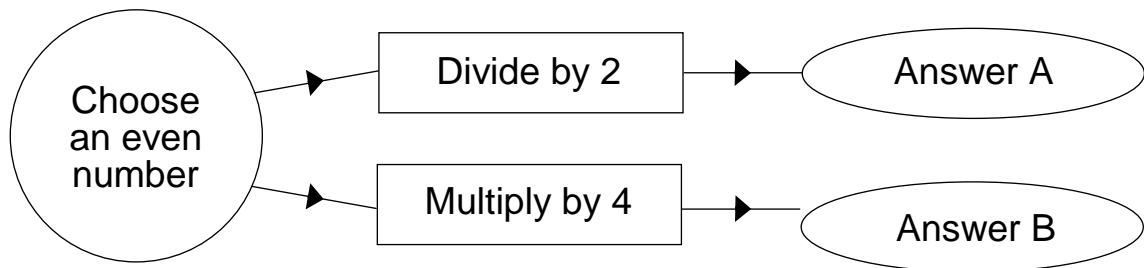 Choose
an even
number
Divide by 2
Answer A
Multiply by 4
Answer B